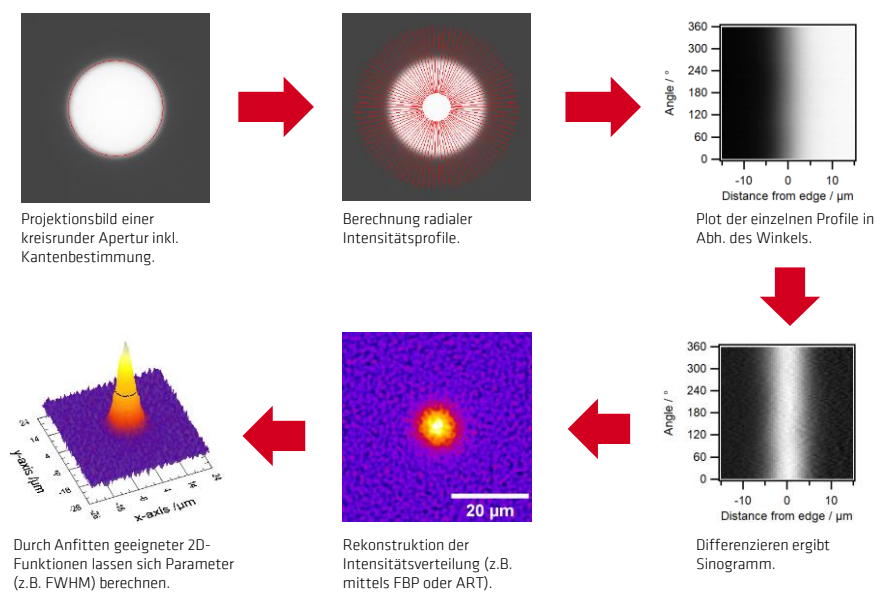 360
300
240
180
120
60
0
Angle / °
-10 0 10
Distance from edge / µm
Projektionsbild einer
kreisrunder Apertur inkl.
Kantenbestimmung.
Berechnung radialer
Intensitätsprofile.
Plot der einzelnen Profile in
Abh. des Winkels.
y-axis /µm
x-axis /µm
20 µm
360
300
240
180
120
60
0
Angle / °
-10 0 10
Distance from edge / µm
Durch Anfitten geeigneter 2D-
Funktionen lassen sich Parameter
(z.B. FWHM) berechnen.
Rekonstruktion der
Intensitätsverteilung (z.B.
mittels FBP oder ART).
Differenzieren ergibt
Sinogramm.